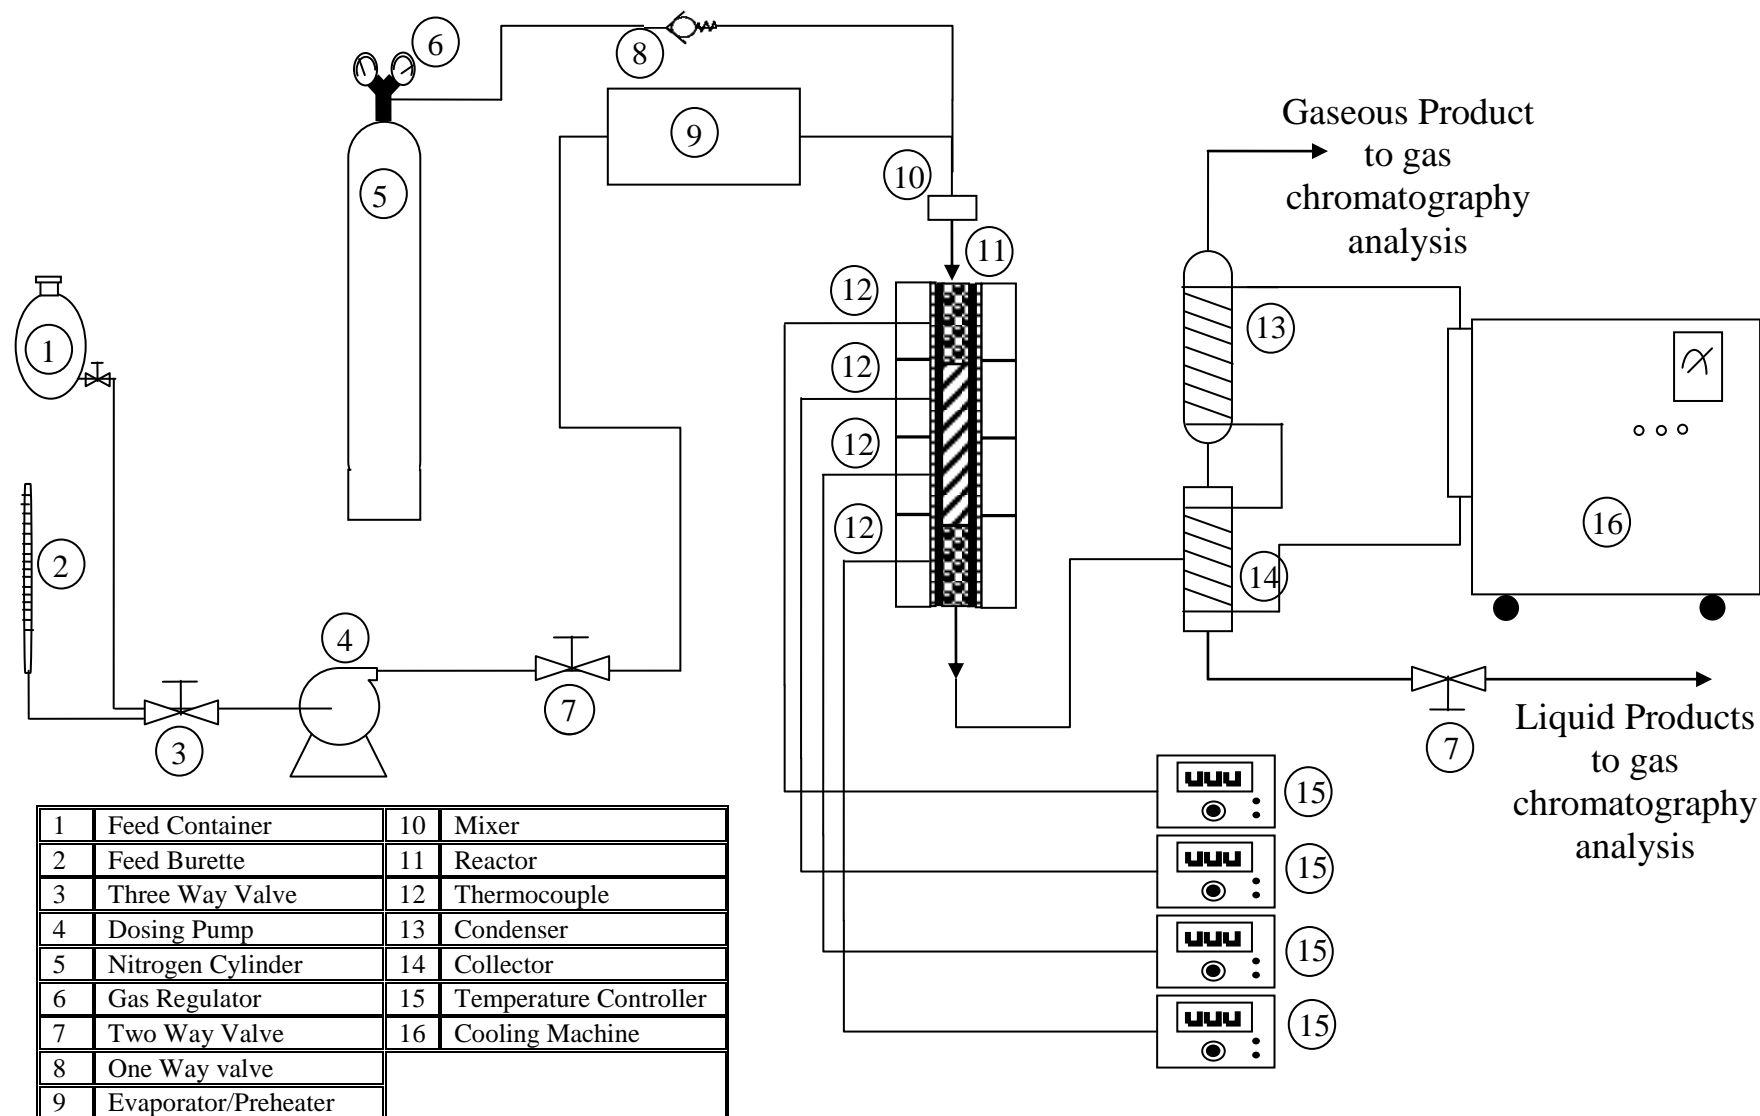 6
8
5
9
10
11
Gaseous Product
to gas
chromatography
analysis
1
12
13
12
12
12
2
14
16
4
3
7
7
Liquid Products
to gas
chromatography
analysis
15
15
15
15
1 Feed Container 10 Mixer
2 Feed Burette 11 Reactor
3 Three Way Valve 12 Thermocouple
4 Dosing Pump 13 Condenser
5 Nitrogen Cylinder 14 Collector
6 Gas Regulator 15 Temperature Controller
7 Two Way Valve 16 Cooling Machine
8 One Way valve
9 Evaporator/Preheater